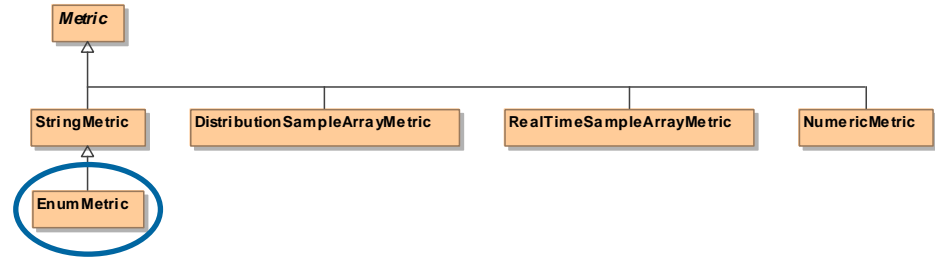 Metric
StringMetric
DistributionSampleArrayMetric
RealTimeSampleArrayMetric
NumericMetric
EnumMetric